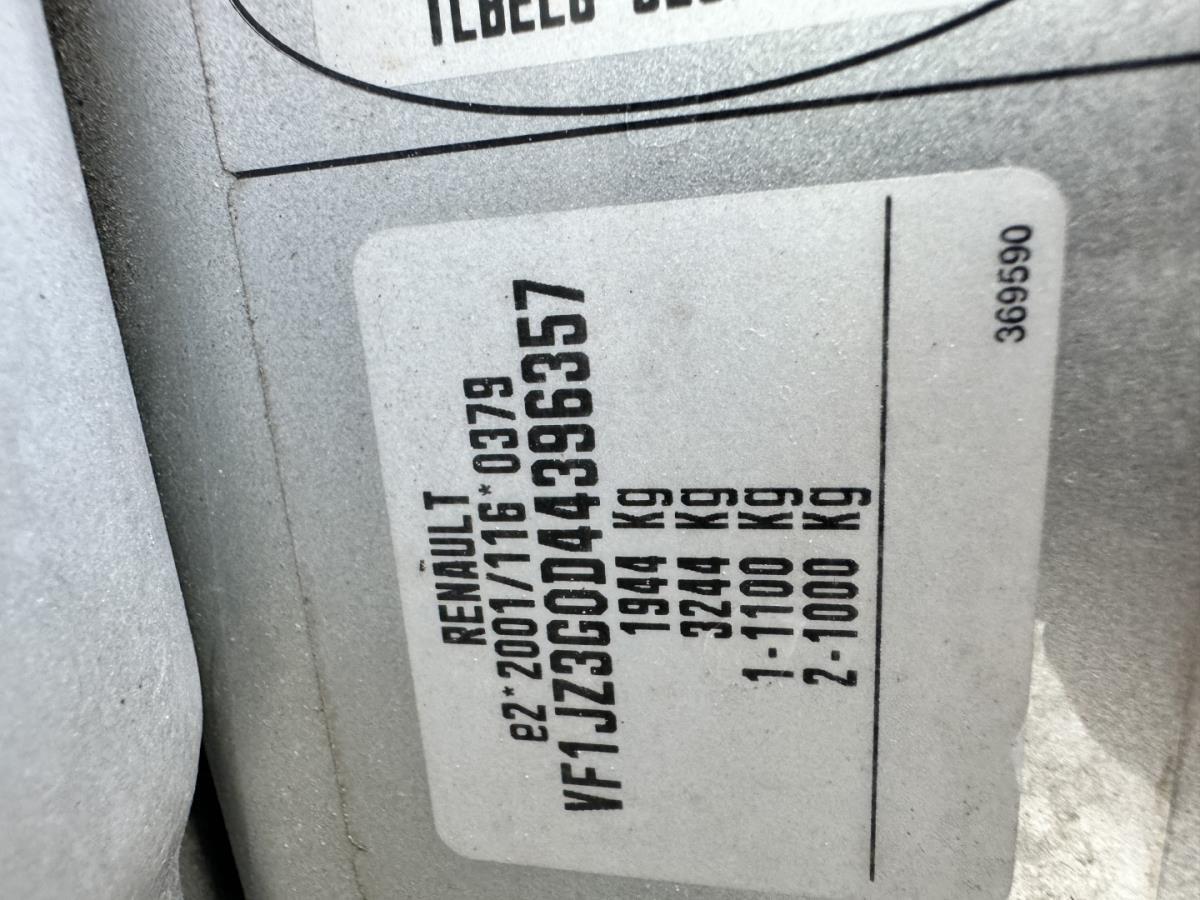 RENAULT
e2*2001/116*0379
VF1JZ3G0D44396357
1944 Kg
3244 Kg
1-1100 Kg
2-1000 Kg
369590